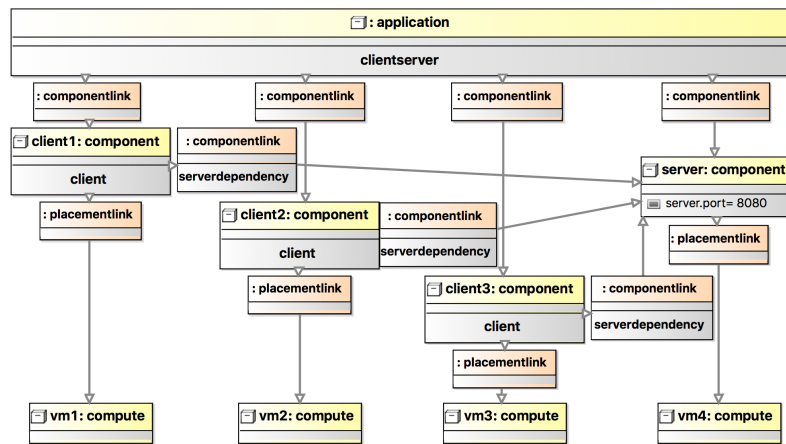 : application
clientserver
: componentlink
: componentlink
: componentlink
: componentlink
client1: component
client
: componentlink
serverdependency
server: component
server.port= 8080
: placementlink
client2: component
client
: componentlink
serverdependency
: placementlink
: placementlink
client3: component
client
: componentlink
serverdependency
: placementlink
vm1: compute
vm2: compute
vm3: compute
vm4: compute